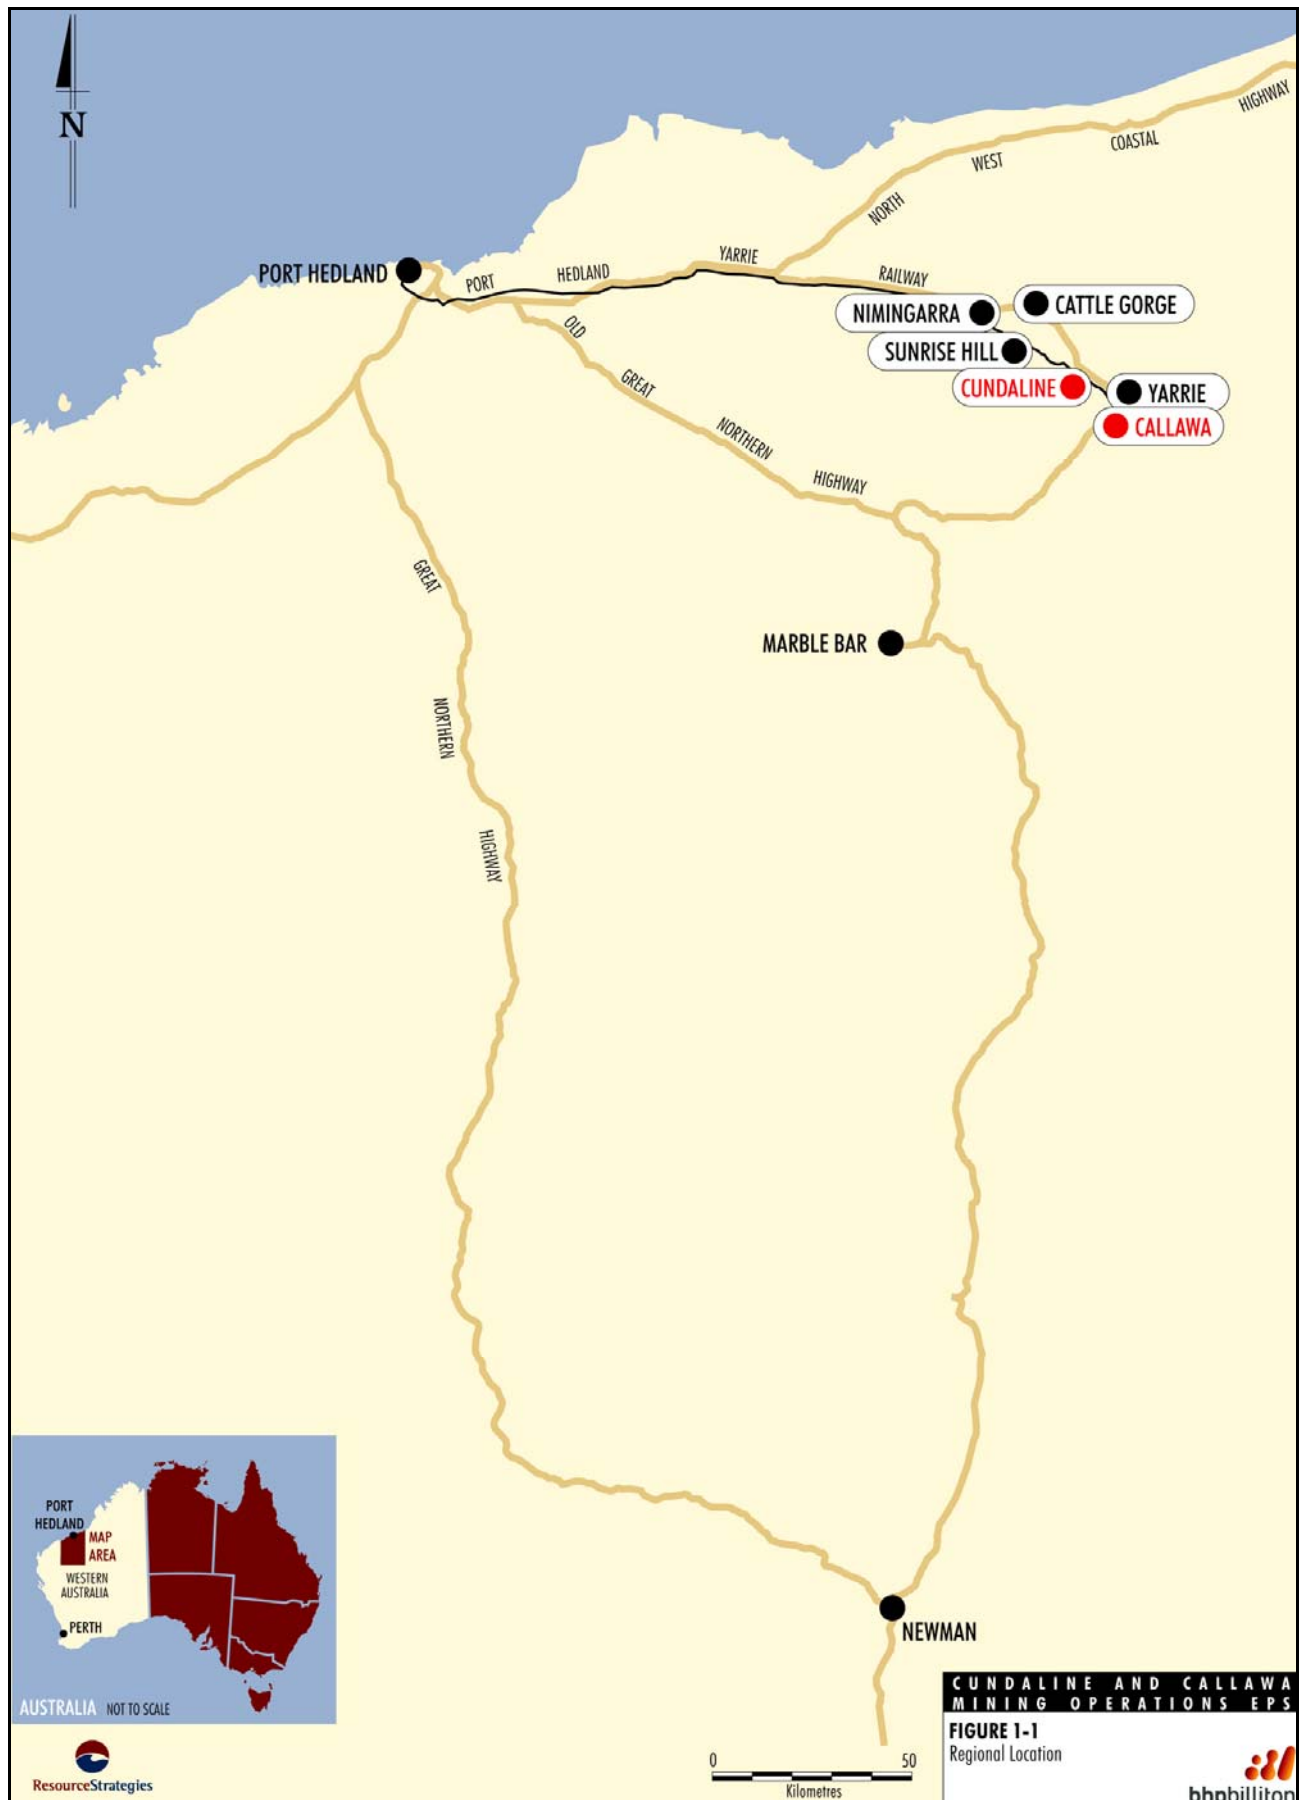 N
HIGHWAY
COASTAL
WEST
NORTH
YARRIE
PORT HEDLAND
PORT
HEDLAND
RAILWAY
NIMINGARRA
CATTLE GORGE
OLD
SUNRISE HILL
CUNDALINE
YARRIE
GREAT
CALLAWA
NORTHERN
HIGHWAY
GREAT
MARBLE BAR
NORTHERN
HIGHWAY
PORT
HEDLAND
MAP
AREA
WESTERN
AUSTRALIA
PERTH
AUSTRALIA NOT TO SCALE
NEWMAN
CUNDALINE AND CALLAWA
MINING OPERATIONS EPS
FIGURE 1-1
Regional Location
0 50
Kilometres
ResourceStrategies
bhpbilliton